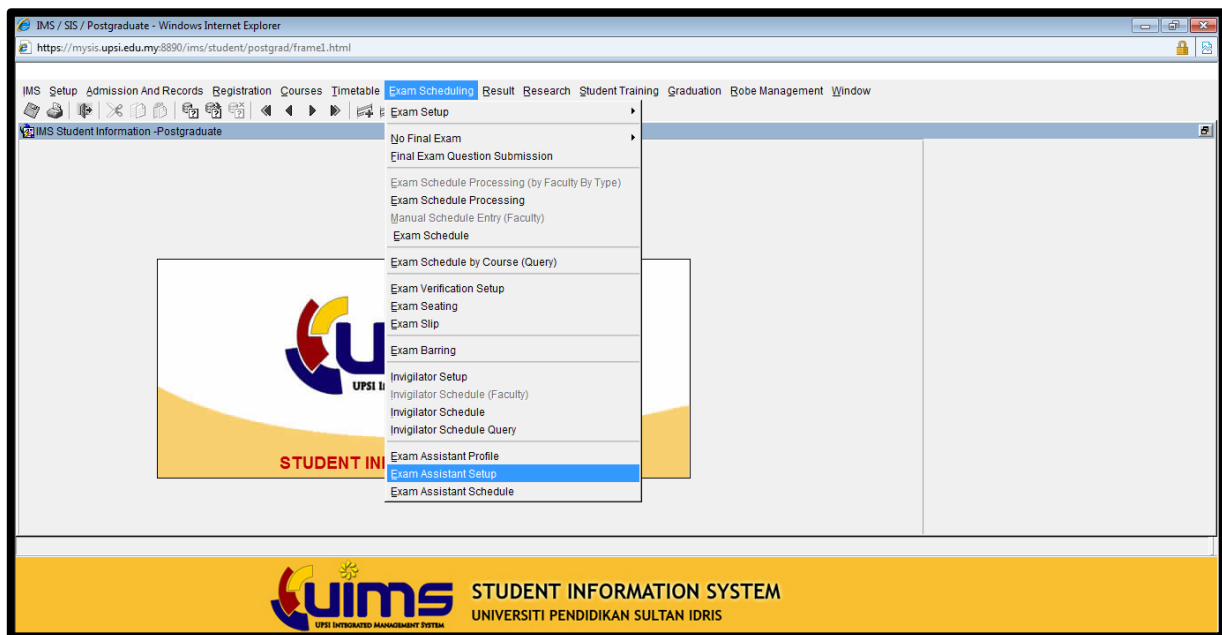 IMS / SIS / Postgraduate - Windows Internet Explorer
https://mysis.upsi.edu.my:8890/ims/student/postgrad/frame1.html
IMS Setup Admission And Records Registration Courses Timetable Exam Scheduling Result Research Student Training Graduation Robe Management Window
IMS Student Information -Postgraduate
Exam Setup
No Final Exam
Final Exam Question Submission
Exam Schedule Processing (by Faculty By Type)
Exam Schedule Processing
Manual Schedule Entry (Faculty)
Exam Schedule
Exam Schedule by Course (Query)
Exam Verification Setup
Exam Seating
Exam Slip
Exam Barring
Invigilator Setup
Invigilator Schedule (Faculty)
Invigilator Schedule
Invigilator Schedule Query
Exam Assistant Profile
Exam Assistant Setup
Exam Assistant Schedule
UPSI
STUDENT
uims
UPSI INTEGRATED MANAGEMENT SYSTEM
STUDENT INFORMATION SYSTEM
UNIVERSITI PENDIDIKAN SULTAN IDRIS